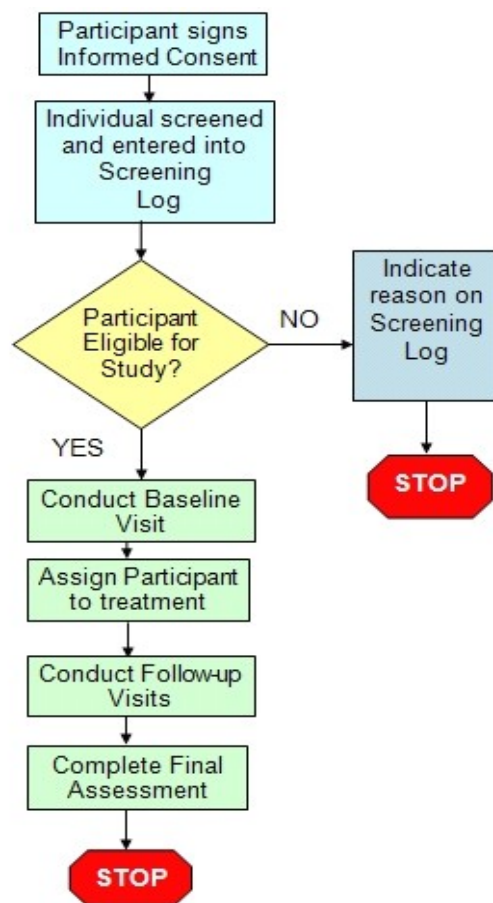 Participant signs
Informed Consent
Individual screened
and entered into
Screening
Log
Participant
Eligible for
Study?
NO
Indicate
reason on
Screening
Log
STOP
YES
Conduct Baseline
Visit
Assign Participant
to treatment
Conduct Follow-up
Visits
Complete Final
Assessment
STOP